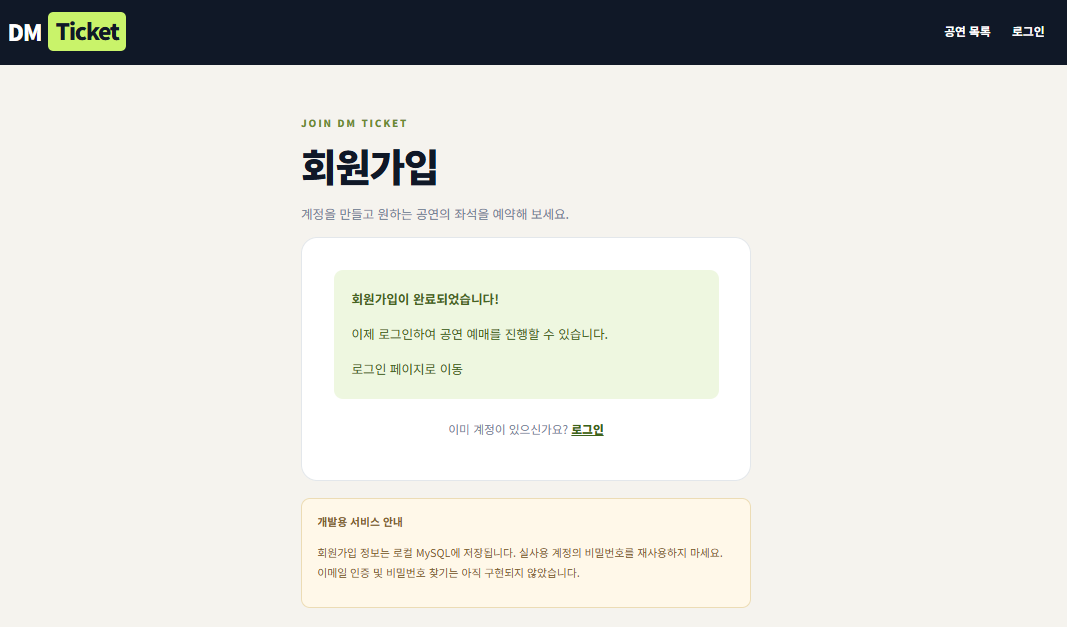 DM Ticket
공연 목록
로그인
JOIN DM TICKET
회원가입
계정을 만들고 원하는 공연의 좌석을 예약해 보세요.
회원가입이 완료되었습니다!
이제 로그인하여 공연 예매를 진행할 수 있습니다.
로그인 페이지로 이동
이미 계정이 있으신가요? 로그인
개발용 서비스 안내
회원가입 정보는 로컬 MySQL에 저장됩니다. 실사용 계정의 비밀번호를 재사용하지 마세요.
이메일 인증 및 비밀번호 찾기는 아직 구현되지 않았습니다.